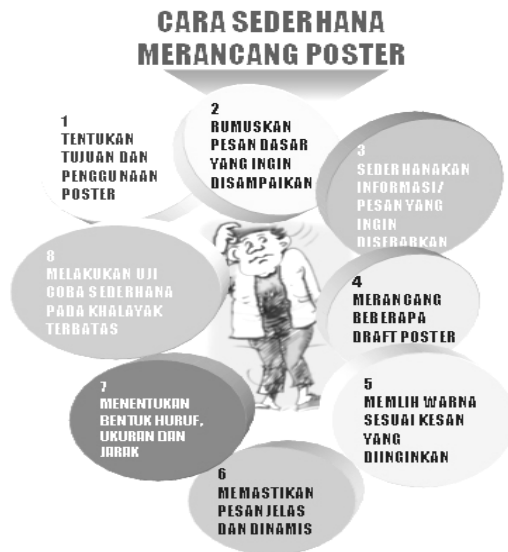 CARA SEDERHANA
MERANCANG POSTER
1
TENTUKAN
TUJUAN DAN
PENGGUNAAN
POSTER
2
RUMUSKAN
PESAN DASAR
YANG INGIN
DISAMPAIKAN
3
SEDERHANAKAN
INFORMASI/
PESAN YANG
INGIN
DISEBARKAN
4
MERANCANG
BEBERAPA
DRAFT POSTER
5
MEMLIH WARNA
SESUAI KESAN
YANG
DIINGINKAN
6
MEMASTIKAN
PESAN JELAS
DAN DINAMIS
7
MENENTUKAN
BENTUK HURUF,
UKURAN DAN
JARAK
8
MELAKUKAN UJI
COBA SEDERHANA
PADA KHALAYAK
TERBATAS